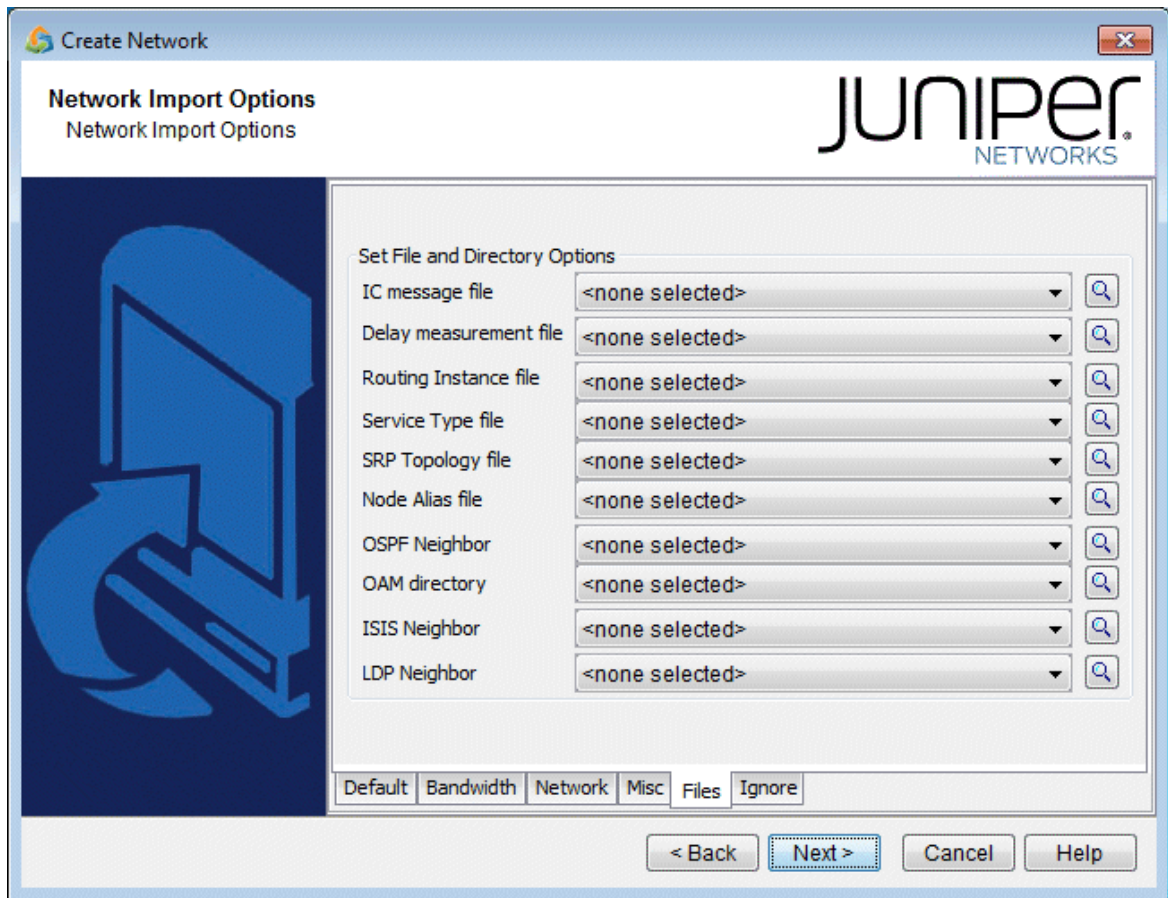 Create Network
Network Import Options
Network Import Options
JUNIPER
NETWORKS
Set File and Directory Options
IC message file <none selected>
Delay measurement file <none selected>
Routing Instance file <none selected>
Service Type file <none selected>
SRP Topology file <none selected>
Node Alias file <none selected>
OSPF Neighbor <none selected>
OAM directory <none selected>
ISIS Neighbor <none selected>
LDP Neighbor <none selected>
Default Bandwidth Network Misc Files Ignore
< Back Next > Cancel Help